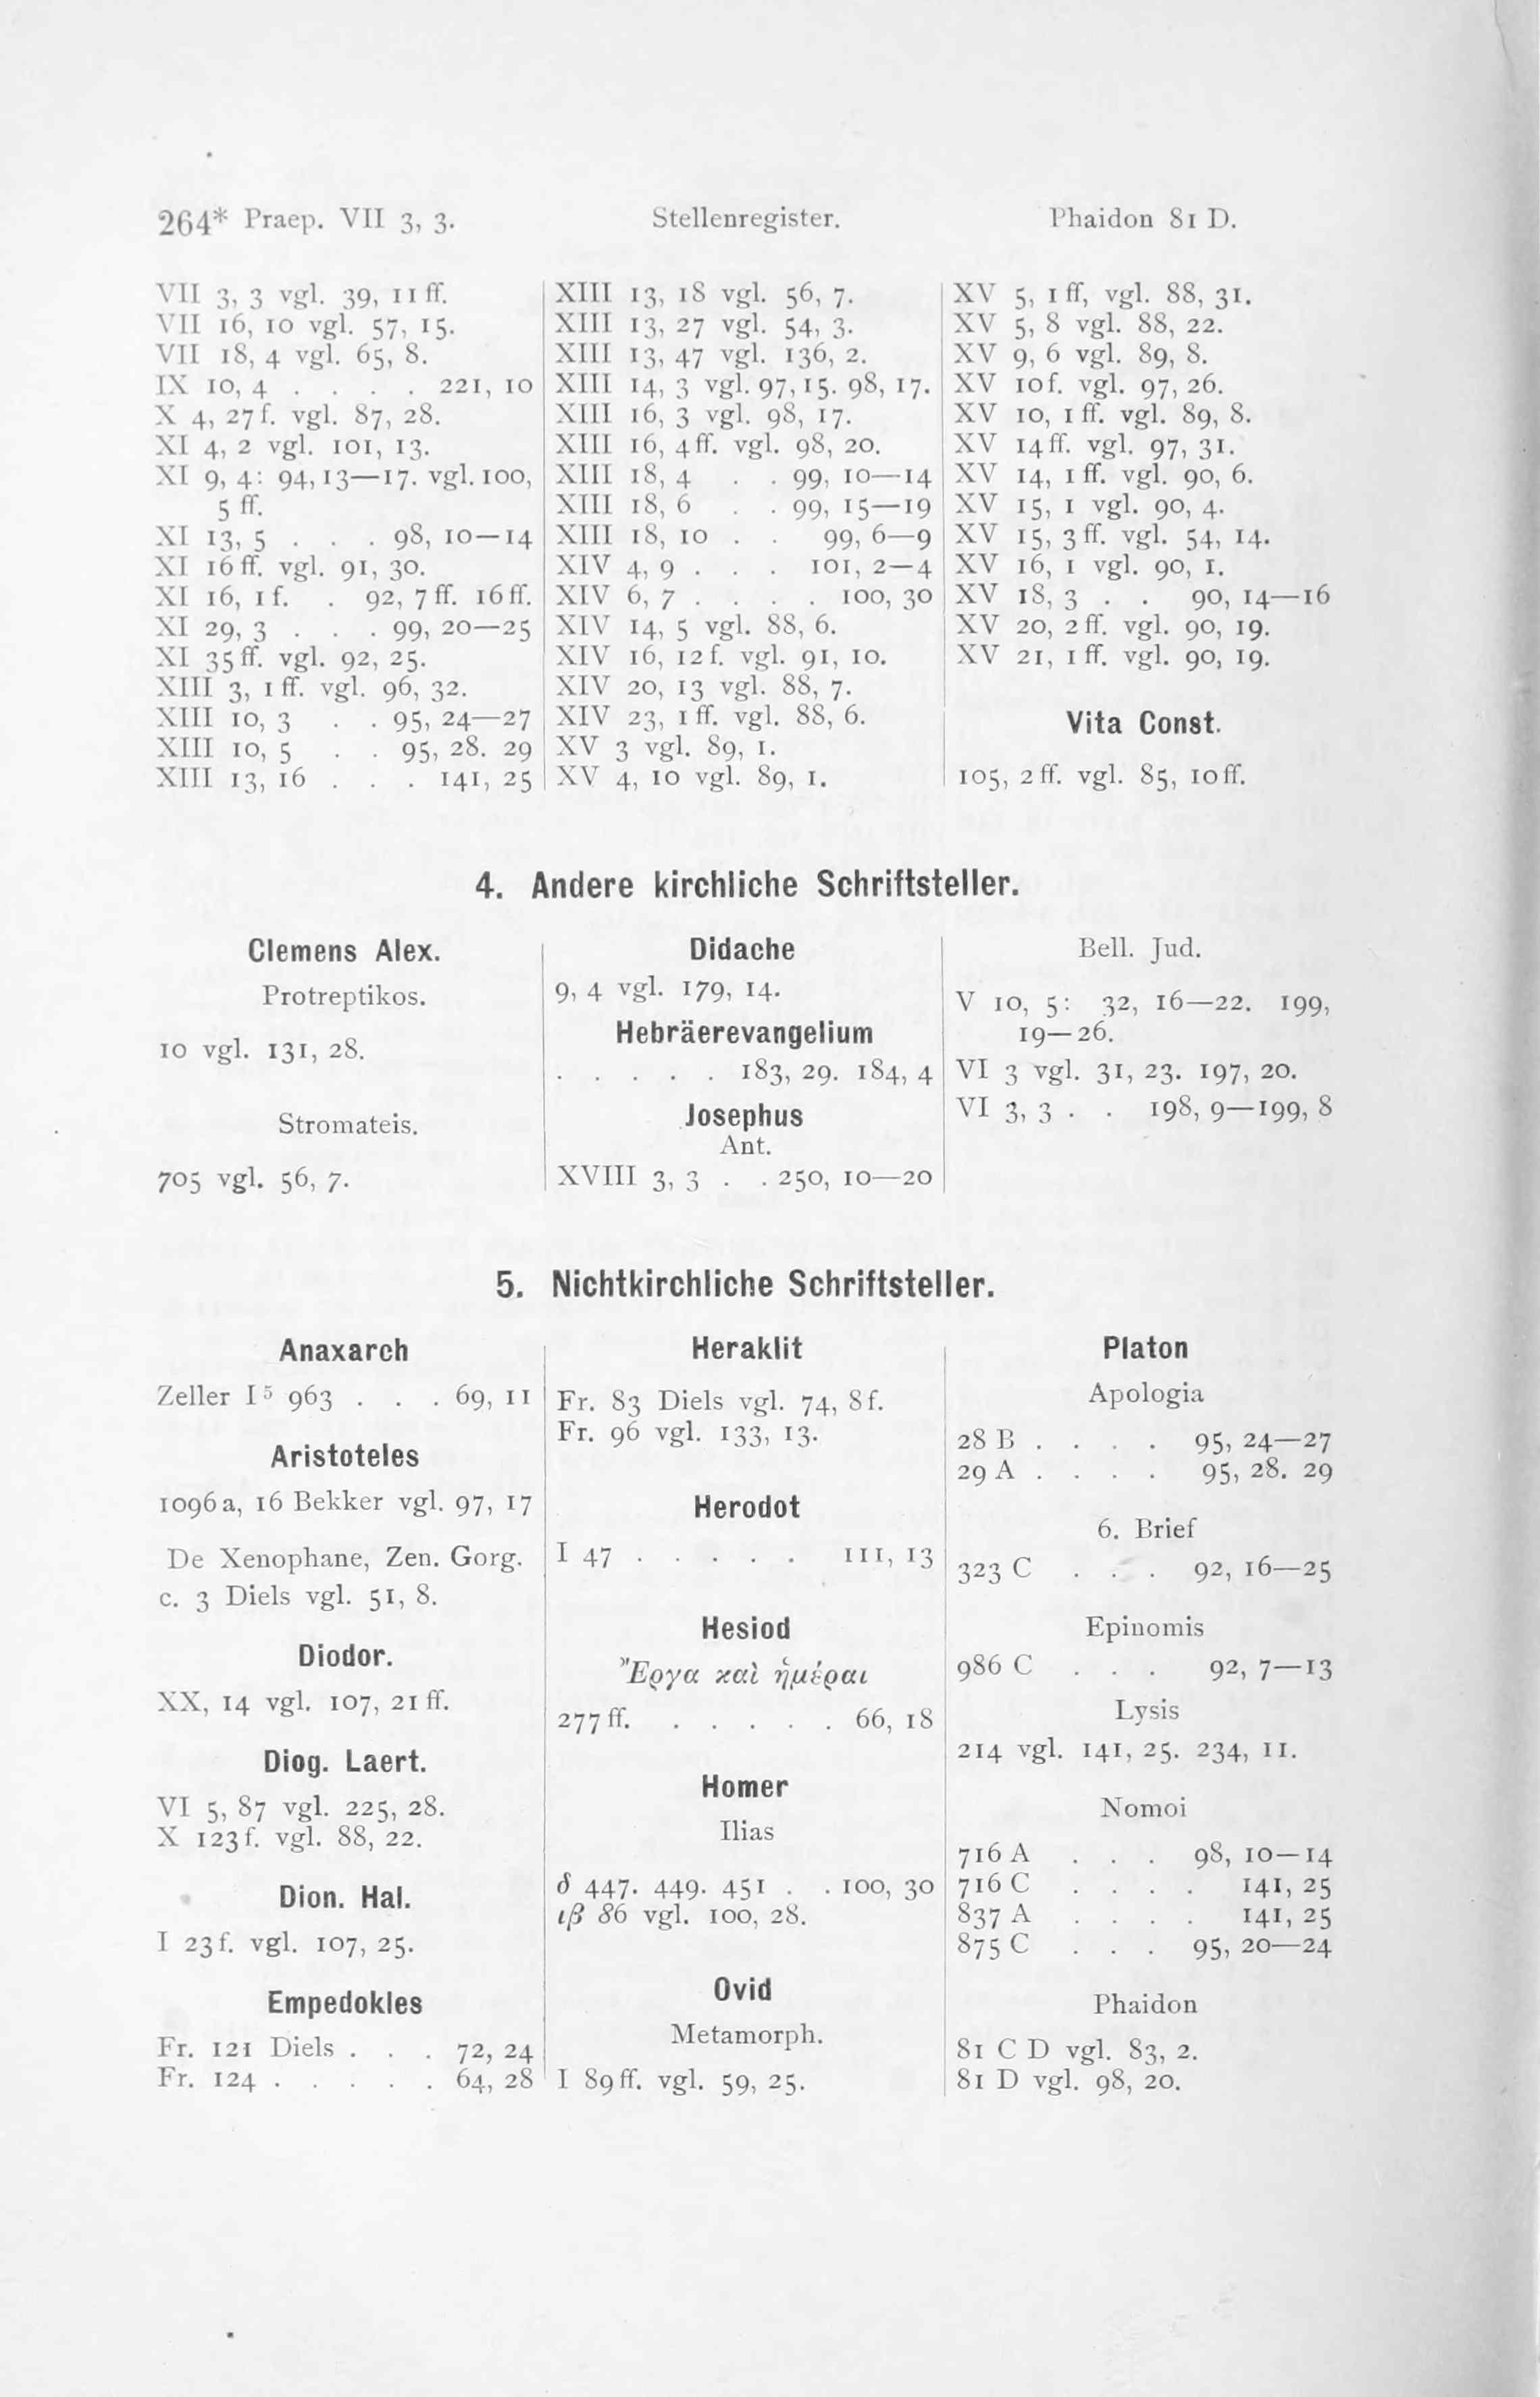 264* Praep. VII 3, 3. Stellenregister. Phaidon 81 D.
VII 3, 3 vgl. 39, 11 ff.
VII 16, 10 vgl. 57, 15.
VII 18, 4 vgl. 65, 8.
IX 10, 4 . . . . 221, 10
X 4, 27 f. vgl. 87, 28.
XI 4, 2 vgl. 101, 13.
XI 9, 4: 94, 13—17. vgl. 100,
5 ff.
XI 13, 5 . . . 98, 10—14
XI 16 ff. vgl. 91, 30.
XI 16, 1 f. . 92, 7 ff. 16 ff.
XI 29, 3 . . . 99, 20—25
XI 35 ff. vgl. 92, 25.
XIII 3, 1 ff. vgl. 96, 32.
XIII 10, 3 . . 95, 24—27
XIII 10, 5 . . 95, 28. 29
XIII 13, 16 . . . 141, 25
XIII 13, 18 vgl. 56, 7.
XIII 13, 27 vgl. 54, 3.
XIII 13, 47 vgl. 136, 2.
XIII 14, 3 vgl. 97, 15. 98, 17.
XIII 16, 3 vgl. 98, 17.
XIII 16, 4 ff. vgl. 98, 20.
XIII 18, 4 . . 99, 10—14
XIII 18, 6 . . 99, 15—19
XIII 18, 10 . . 99, 6—9
XIV 4, 9 . . . 101, 2—4
XIV 6, 7 . . . . 100, 30
XIV 14, 5 vgl. 88, 6.
XIV 16, 12 f. vgl. 91, 10.
XIV 20, 13 vgl. 88, 7.
XIV 23, 1 ff. vgl. 88, 6.
XV 3 vgl. 89, 1.
XV 4, 10 vgl. 89, 1.
XV 5, 1 ff, vgl. 88, 31.
XV 5, 8 vgl. 88, 22.
XV 9, 6 vgl. 89, 8.
XV 10 f. vgl. 97, 26.
XV 10, 1 ff. vgl. 89, 8.
XV 14 ff. vgl. 97, 31.
XV 14, 1 ff. vgl. 90, 6.
XV 15, 1 vgl. 90, 4.
XV 15, 3 ff. vgl. 54, 14.
XV 16, 1 vgl. 90, 1.
XV 18, 3 . . 90, 14—16
XV 20, 2 ff. vgl. 90, 19.
XV 21, 1 ff. vgl. 90, 19.
Vita Const.
105, 2 ff. vgl. 85, 10 ff.
4. Andere kirchliche Schriftsteller.
Clemens Alex.
Protreptikos.
10 vgl. 131, 28.
Stromateis.
705 vgl. 56, 7.
Didache
9, 4 vgl. 179, 14.
Hebräerevangelium
. . . . . 183, 29. 184, 4
Josephus
Ant.
XVIII 3, 3 . . 250, 10—20
Bell. Jud.
V 10, 5: 32, 16—22. 199,
19—26.
VI 3 vgl. 31, 23. 197, 20.
VI 3, 3 . . 198, 9—199, 8
5. Nichtkirchliche Schriftsteller.
Anaxarch
Zeller I⁵ 963 . . . 69, 11
Aristoteles
1096 a, 16 Bekker vgl. 97, 17
De Xenophane, Zen. Gorg.
c. 3 Diels vgl. 51, 8.
Diodor.
XX, 14 vgl. 107, 21 ff.
Diog. Laert.
VI 5, 87 vgl. 225, 28.
X 123 f. vgl. 88, 22.
Dion. Hal.
I 23 f. vgl. 107, 25.
Empedokles
Fr. 121 Diels . . . 72, 24
Fr. 124 . . . . . 64, 28
Heraklit
Fr. 83 Diels vgl. 74, 8 f.
Fr. 96 vgl. 133, 13.
Herodot
I 47 . . . . . 111, 13
Hesiod
Ἔργα καὶ ἡμέραι
277 ff. . . . . . . 66, 18
Homer
Ilias
δ 447. 449. 451 . . 100, 30
ιβ 86 vgl. 100, 28.
Ovid
Metamorph.
I 89 ff. vgl. 59, 25.
Platon
Apologia
28 B . . . . 95, 24—27
29 A . . . . 95, 28. 29
6. Brief
323 C . . . 92, 16—25
Epinomis
986 C . . . 92, 7—13
Lysis
214 vgl. 141, 25. 234, 11.
Nomoi
716 A . . . 98, 10—14
716 C . . . . 141, 25
837 A . . . . 141, 25
875 C . . . 95, 20—24
Phaidon
81 C D vgl. 83, 2.
81 D vgl. 98, 20.